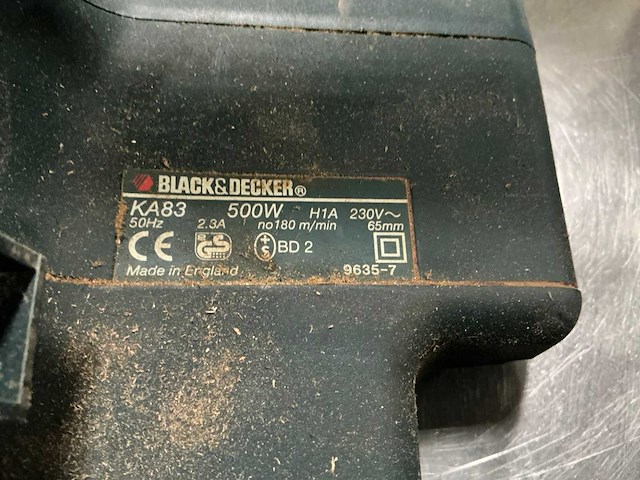 BLACK&DECKER®
KA83 500W H1A 230V~
50Hz 2.3A no180 m/min 65mm
CE GS BD 2
Made in England 9635-7